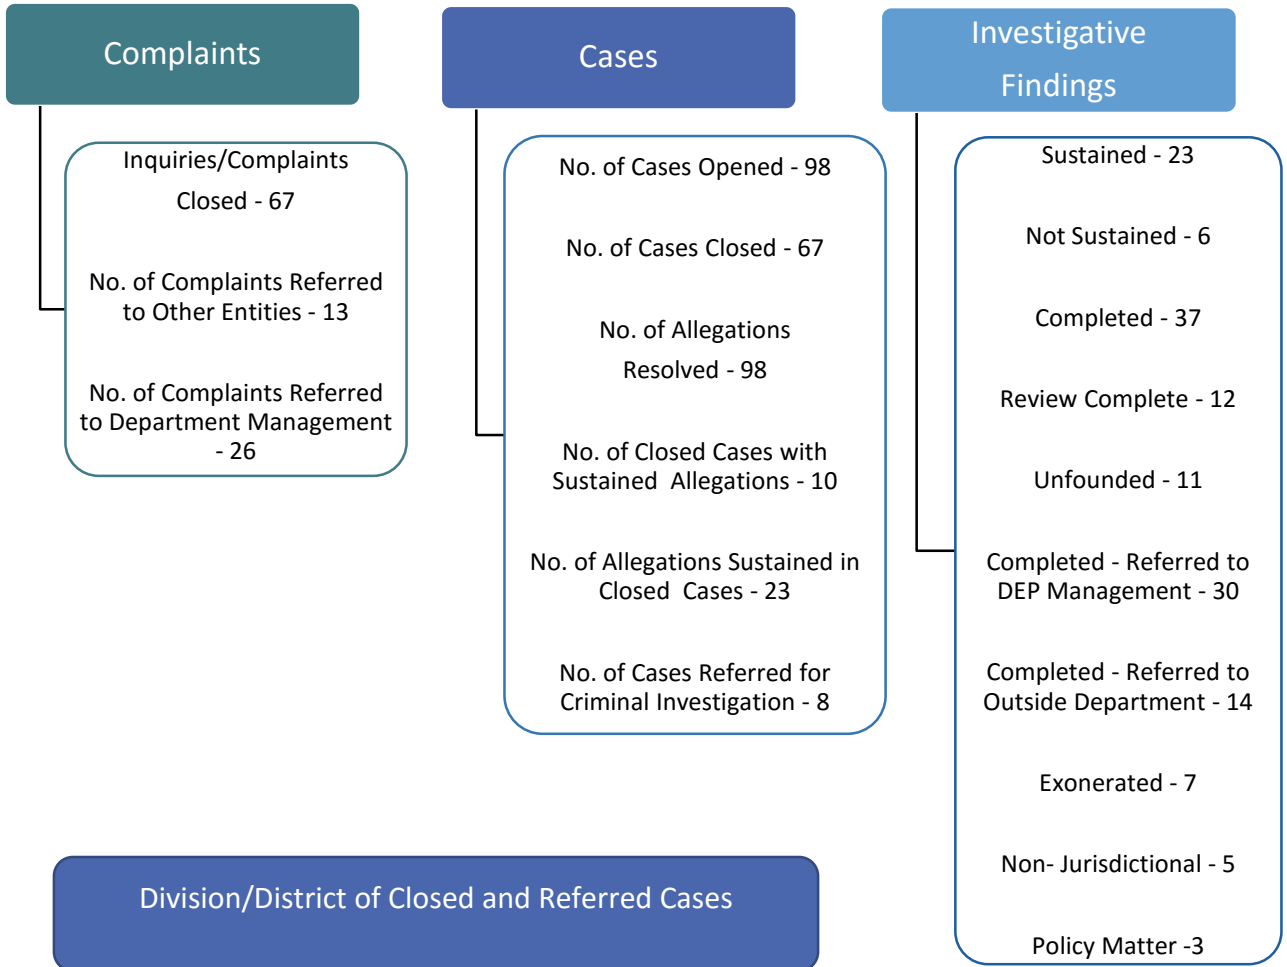 Complaints
Inquiries/Complaints
Closed - 67
No. of Complaints Referred
to Other Entities - 13
No. of Complaints Referred
to Department Management
- 26
Cases
No. of Cases Opened - 98
No. of Cases Closed - 67
No. of Allegations
Resolved - 98
No. of Closed Cases with
Sustained Allegations - 10
No. of Allegations Sustained in
Closed Cases - 23
No. of Cases Referred for
Criminal Investigation - 8
Investigative
Findings
Sustained - 23
Not Sustained - 6
Completed - 37
Review Complete - 12
Unfounded - 11
Completed - Referred to
DEP Management - 30
Completed - Referred to
Outside Department - 14
Exonerated - 7
Non- Jurisdictional - 5
Policy Matter -3
Division/District of Closed and Referred Cases